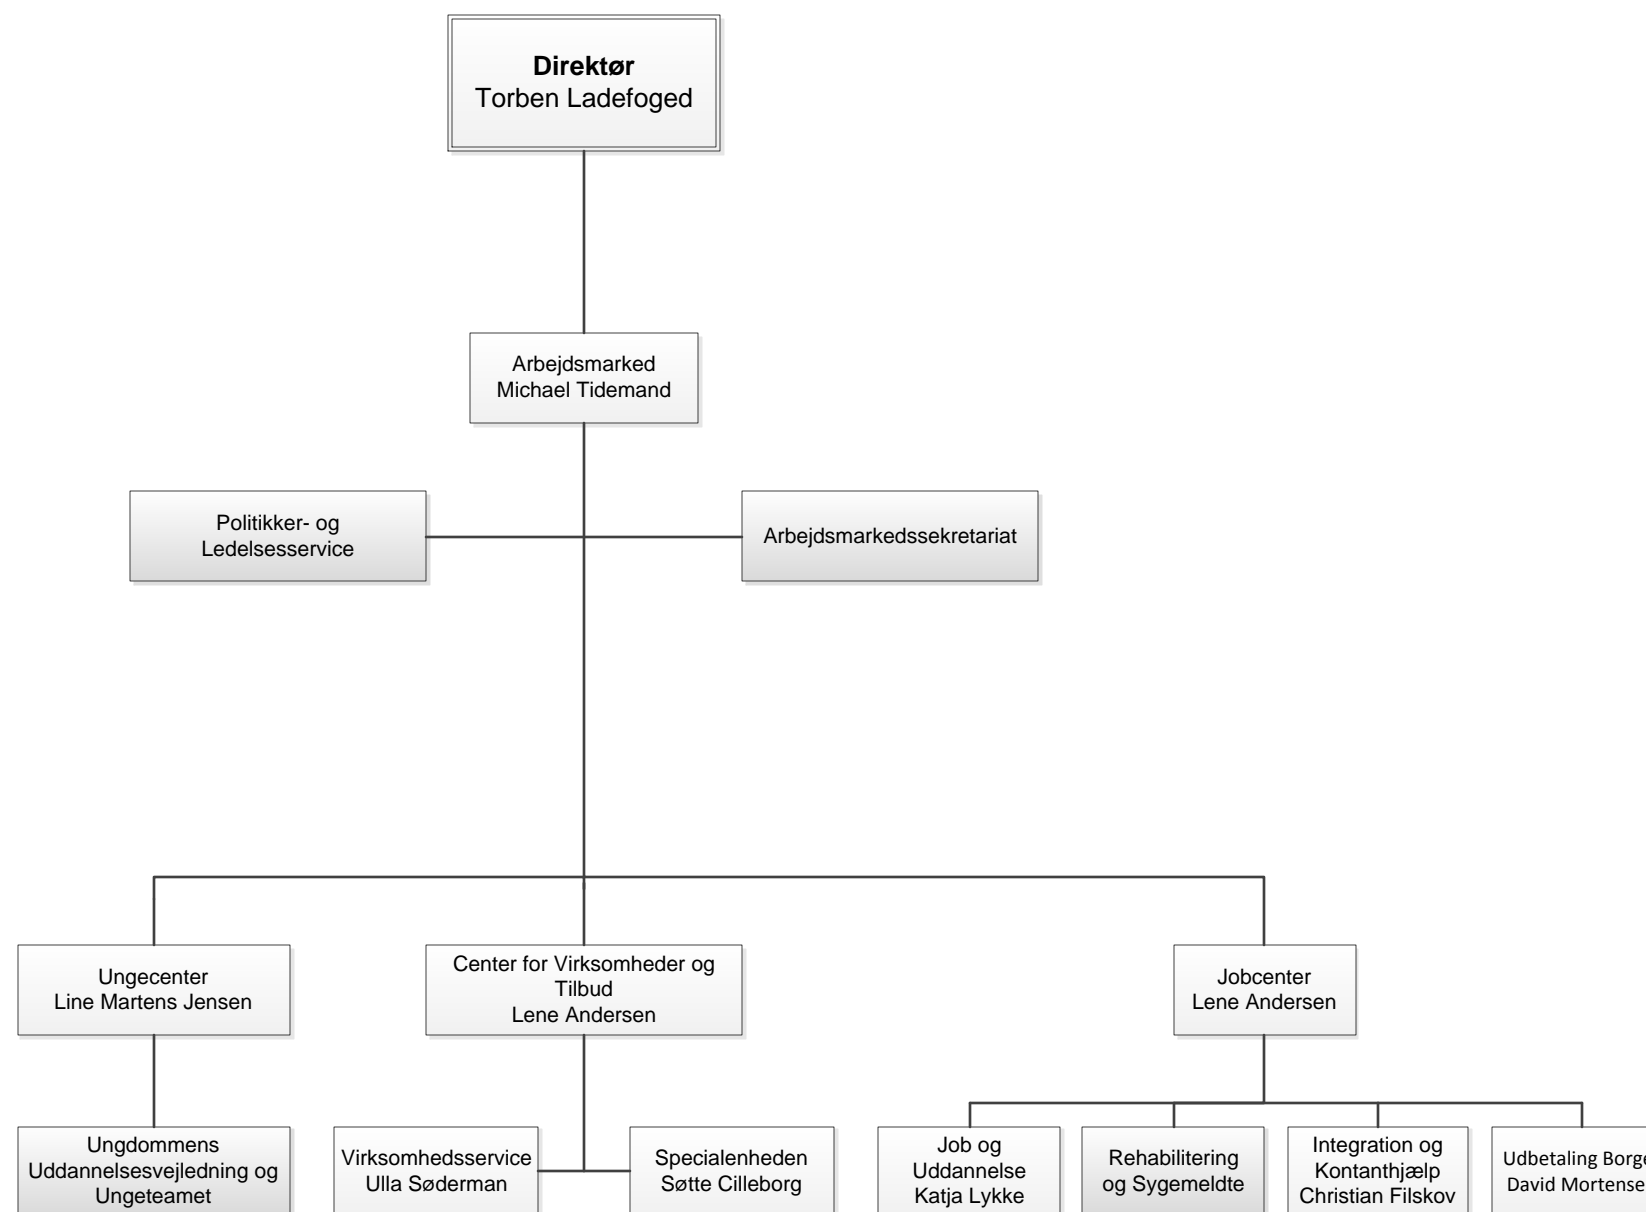 Direktør
Torben Ladefoged
Arbejdsmarked
Michael Tidemand
Politikker- og
Ledelsesservice
Arbejdsmarkedssekretariat
Ungecenter
Line Martens Jensen
Center for Virksomheder og
Tilbud
Lene Andersen
Jobcenter
Lene Andersen
Ungdommens
Uddannelsesvejledning og
Ungeteamet
Virksomhedsservice
Ulla Søderman
Specialenheden
Søtte Cilleborg
Job og
Uddannelse
Katja Lykke
Rehabilitering
og Sygemeldte
Integration og
Kontanthjælp
Christian Filskov
Udbetaling
David